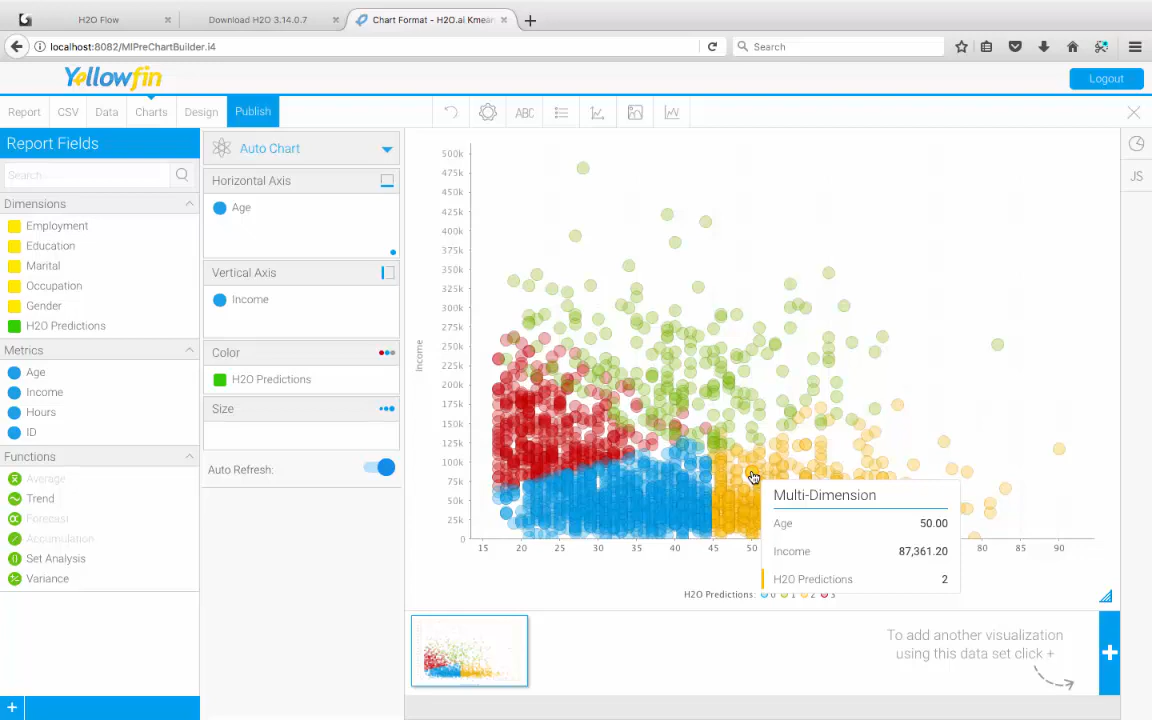 H2O Flow
Download H2O 3.14.0.7
Chart Format - H2O.ai Kmea
localhost:8082/MIPreChartBuilder.i4
Search
Yellowfin
Logout
Report
CSV
Data
Charts
Design
Publish
ABC
Report Fields
Search...
Dimensions
Employment
Education
Marital
Occupation
Gender
H2O Predictions
Metrics
Age
Income
Hours
ID
Functions
Average
Trend
Forecast
Accumulation
Set Analysis
Variance
Auto Chart
Horizontal Axis
Age
Vertical Axis
Income
Color
H2O Predictions
Size
Auto Refresh:
JS
500k
475k
450k
425k
400k
375k
350k
325k
300k
275k
250k
225k
200k
175k
150k
125k
100k
75k
50k
25k
0
Income
15 20 25 30 35 40 45 50 80 85 90
Multi-Dimension
Age 50.00
Income 87,361.20
H2O Predictions 2
H2O Predictions: 0 1 2 3
To add another visualization
using this data set click +